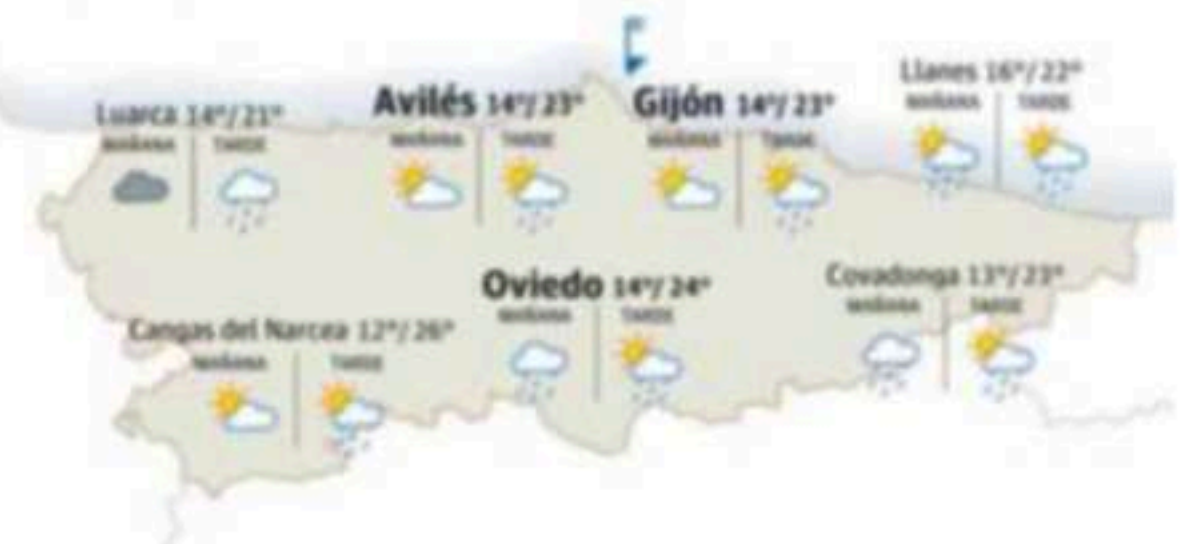 Llanes 16°/22°
MAÑANA TARDE
Luarca 14°/21°
MAÑANA TARDE
Avilés 14°/23°
MAÑANA TARDE
Gijón 14°/23°
MAÑANA TARDE
Oviedo 14°/24°
MAÑANA TARDE
Covadonga 13°/23°
MAÑANA TARDE
Cangas del Narcea 12°/26°
MAÑANA TARDE